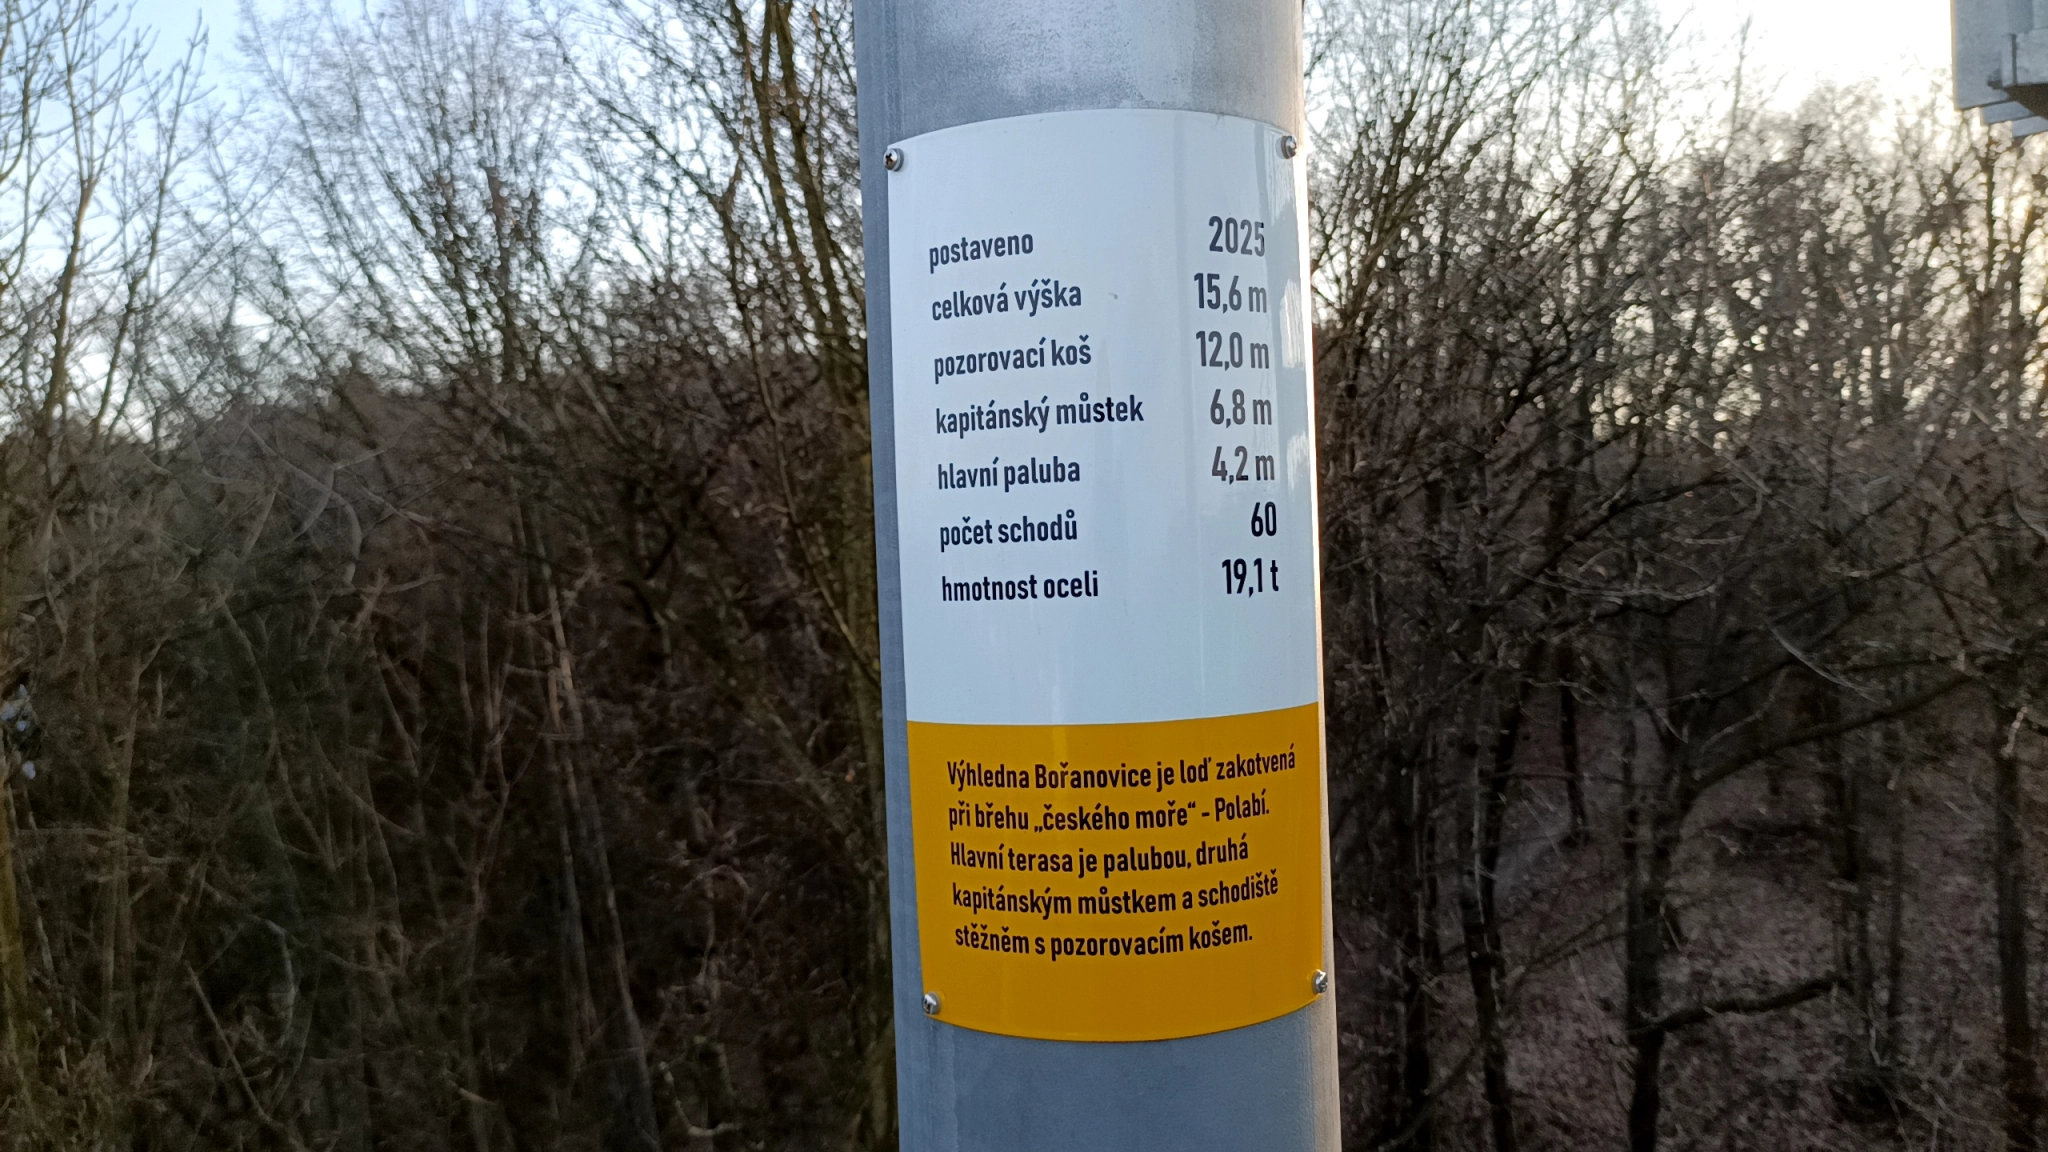 postaveno 2025
celková výška 15,6 m
pozorovací koš 12,0 m
kapitánský můstek 6,8 m
hlavní paluba 4,2 m
počet schodů 60
hmotnost oceli 19,1 t
Výhledna Bořanovice je loď zakotvená
při břehu „českého moře“ - Polabí.
Hlavní terasa je palubou, druhá
kapitánským můstkem a schodiště
stěžněm s pozorovacím košem.